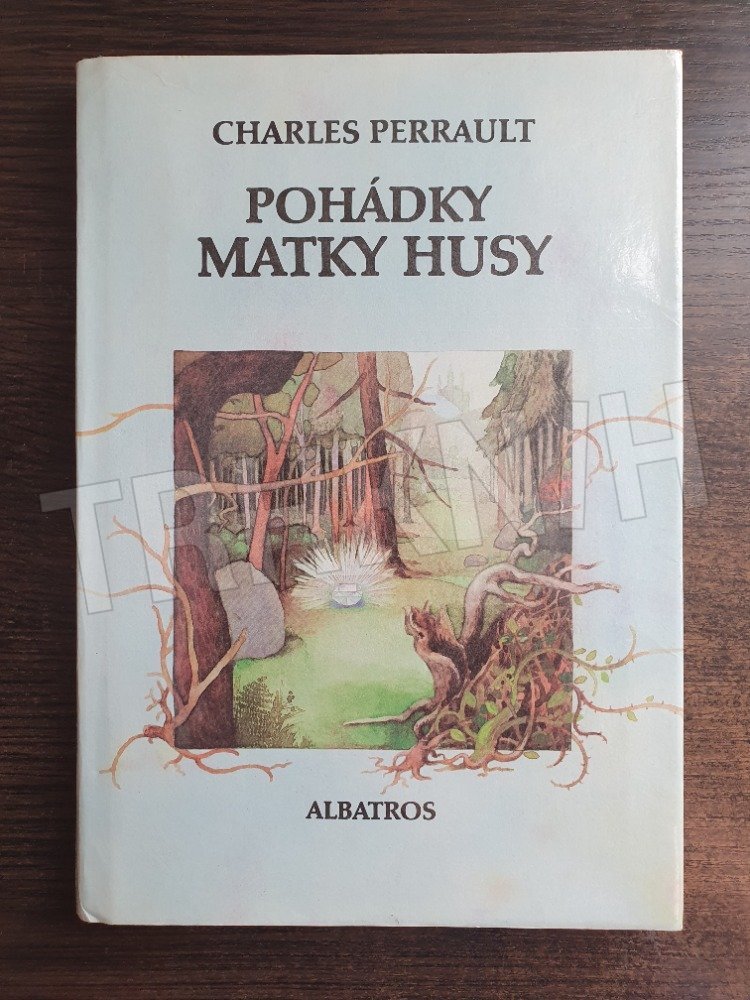 CHARLES PERRAULT
POHÁDKY
MATKY HUSY
ALBATROS